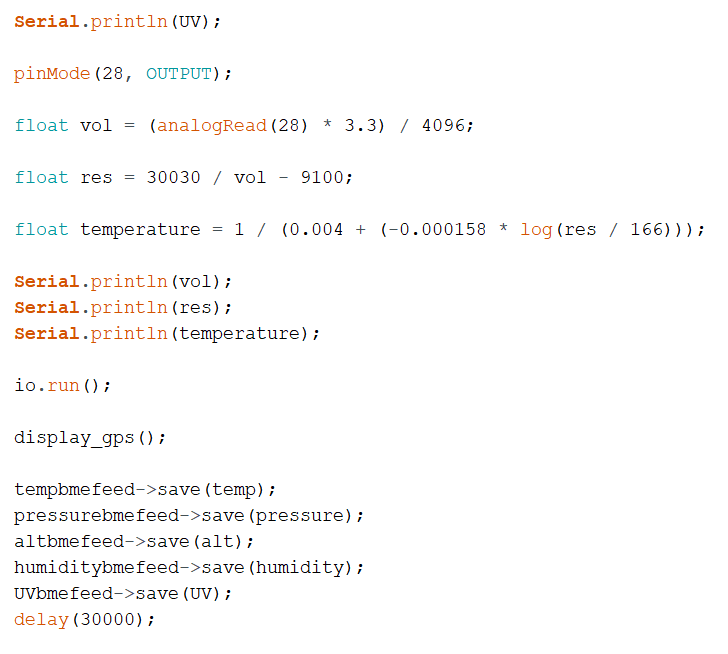 Serial.println(UV);
pinMode(28, OUTPUT);
float vol = (analogRead(28) * 3.3) / 4096;
float res = 30030 / vol - 9100;
float temperature = 1 / (0.004 + (-0.000158 * log(res / 166)));
Serial.println(vol);
Serial.println(res);
Serial.println(temperature);
io.run();
display_gps();
tempbmefeed->save(temp);
pressurebmefeed->save(pressure);
altbmefeed->save(alt);
humiditybmefeed->save(humidity);
UVbmefeed->save(UV);
delay(30000);